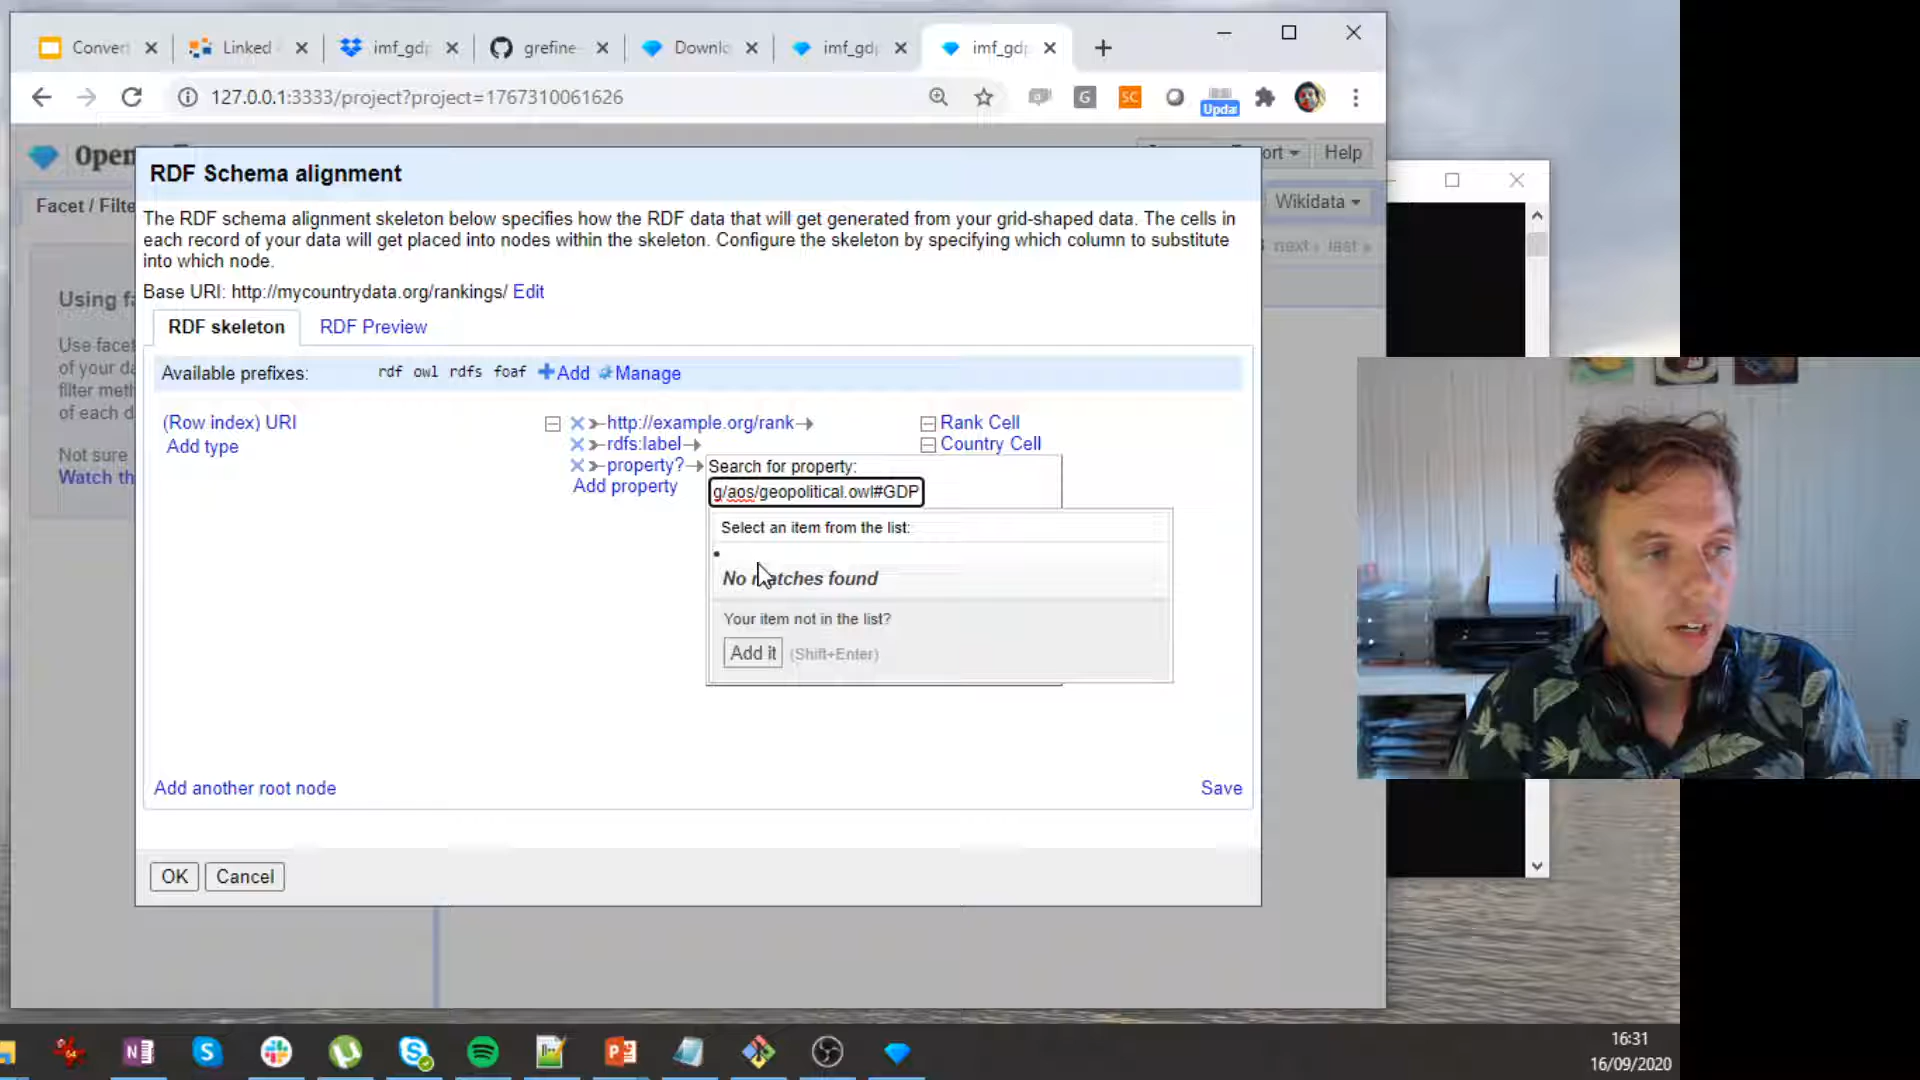 Conver
Linked
imf_gdp
grefine
Downlo
imf_gdp
imf_gdp
127.0.0.1:3333/project?project=1767310061626
G
SC
Updat
Open
ort
Help
Facet / Filte
Wikidata
next › last »
Using fa
Use facet
of your da
filter meth
of each d
Not sure
Watch th
RDF Schema alignment
The RDF schema alignment skeleton below specifies how the RDF data that will get generated from your grid-shaped data. The cells in
each record of your data will get placed into nodes within the skeleton. Configure the skeleton by specifying which column to substitute
into which node.
Base URI: http://mycountrydata.org/rankings/ Edit
RDF skeleton
RDF Preview
Available prefixes: rdf owl rdfs foaf Add Manage
(Row index) URI
Add type
http://example.org/rank
Rank Cell
rdfs:label
Country Cell
property?
Add property
Search for property:
g/aos/geopolitical.owl#GDP
Select an item from the list:
No matches found
Your item not in the list?
Add it (Shift+Enter)
Add another root node
Save
OK
Cancel
16:31
16/09/2020